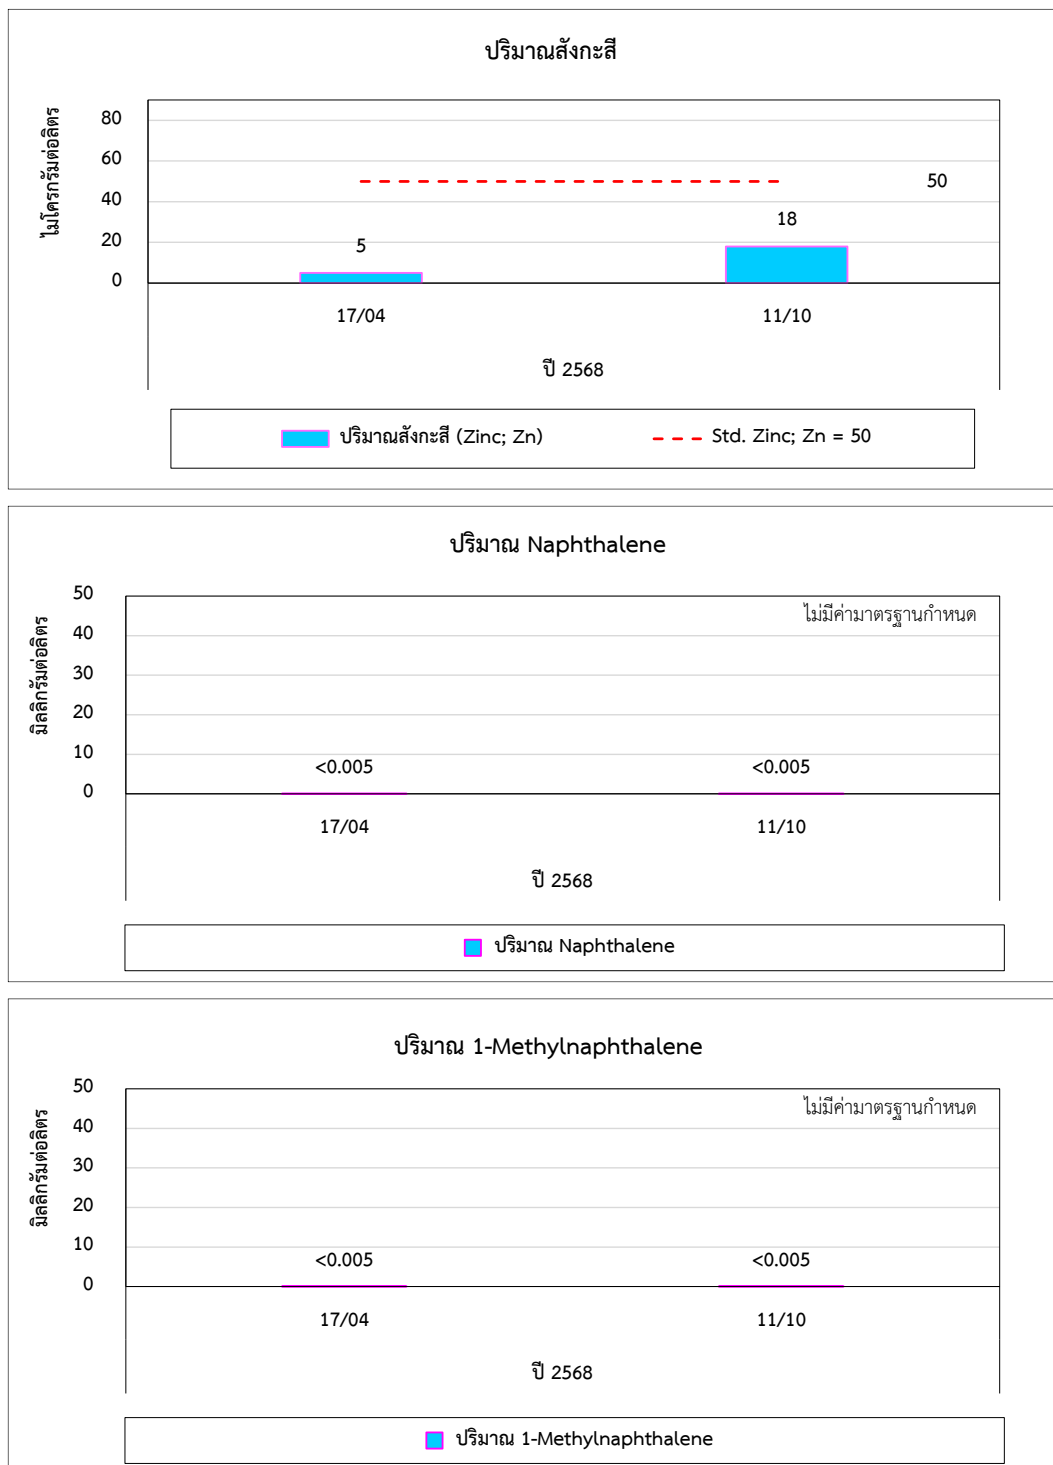 ปริมาณสังกะสี
ไมโครกรัมต่อลิตร
80
60
40
20
0
50
5
18
17/04
11/10
ปี 2568
ปริมาณสังกะสี (Zinc; Zn)
Std. Zinc; Zn = 50
ปริมาณ Naphthalene
มิลลิกรัมต่อลิตร
50
40
30
20
10
0
ไม่มีค่ามาตรฐานกำหนด
<0.005
<0.005
17/04
11/10
ปี 2568
ปริมาณ Naphthalene
ปริมาณ 1-Methylnaphthalene
มิลลิกรัมต่อลิตร
50
40
30
20
10
0
ไม่มีค่ามาตรฐานกำหนด
<0.005
<0.005
17/04
11/10
ปี 2568
ปริมาณ 1-Methylnaphthalene